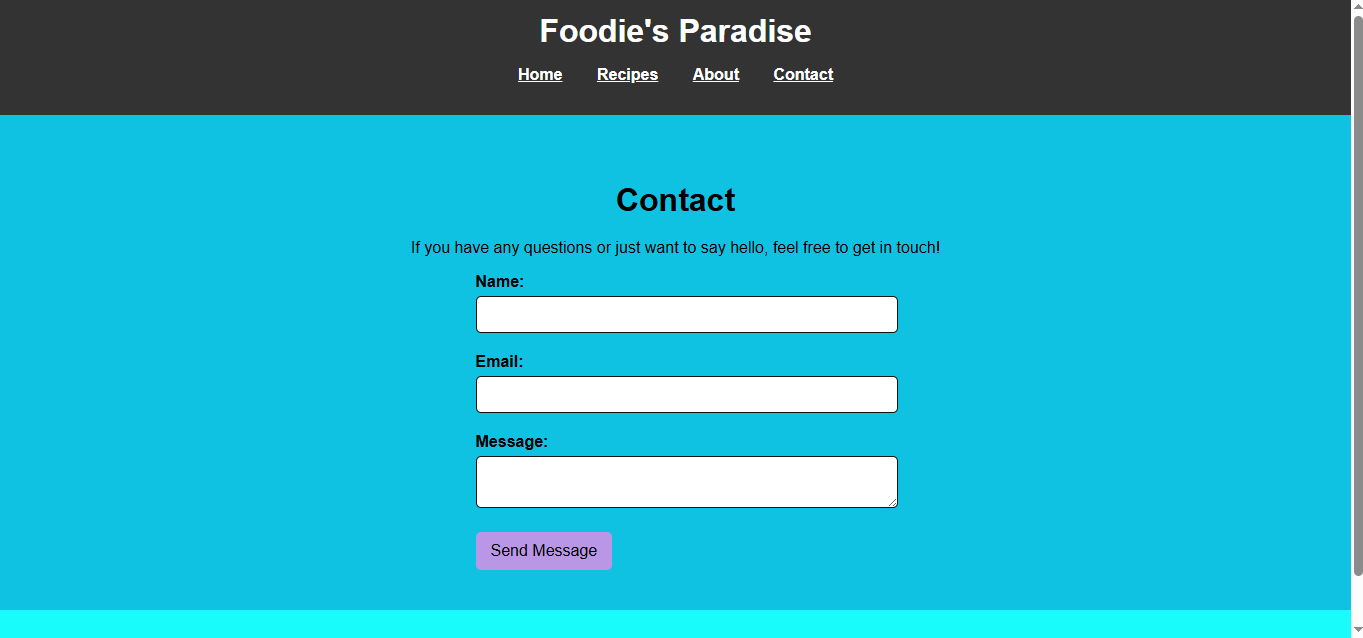 Foodie's Paradise
Home Recipes About Contact
Contact
If you have any questions or just want to say hello, feel free to get in touch!
Name:
Email:
Message:
Send Message